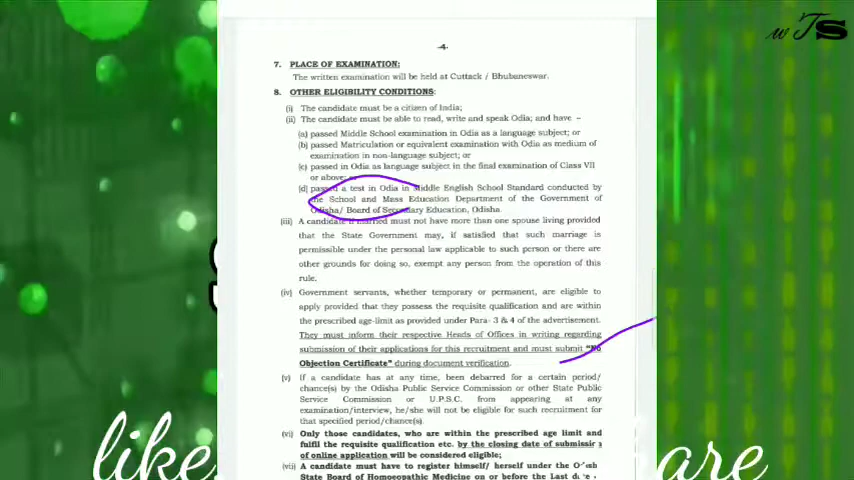 wTS
-4-
7. PLACE OF EXAMINATION:
The written examination will be held at Cuttack / Bhubaneswar.
8. OTHER ELIGIBILITY CONDITIONS:
(i) The candidate must be a citizen of India;
(ii) The candidate must be able to read, write and speak Odia; and have –
(a) passed Middle School examination in Odia as a language subject; or
(b) passed Matriculation or equivalent examination with Odia as medium of
examination in non-language subject; or
(c) passed in Odia as language subject in the final examination of Class VII
or above; or
(d) passed a test in Odia in Middle English School Standard conducted by
the School and Mass Education Department of the Government of
Odisha/ Board of Secondary Education, Odisha.
(iii) A candidate if married must not have more than one spouse living provided
that the State Government may, if satisfied that such marriage is
permissible under the personal law applicable to such person or there are
other grounds for doing so, exempt any person from the operation of this
rule.
(iv) Government servants, whether temporary or permanent, are eligible to
apply provided that they possess the requisite qualification and are within
the prescribed age-limit as provided under Para- 3 & 4 of the advertisement.
They must inform their respective Heads of Offices in writing regarding
submission of their applications for this recruitment and must submit "No
Objection Certificate" during document verification.
(v) If a candidate has at any time, been debarred for a certain period/
chance(s) by the Odisha Public Service Commission or other State Public
Service Commission or U.P.S.C. from appearing at any
examination/interview, he/she will not be eligible for such recruitment for
that specified period/chance(s).
(vi) Only those candidates, who are within the prescribed age limit and
fulfil the requisite qualification etc. by the closing date of submission
of online application will be considered eligible;
(vii) A candidate must have to register himself/ herself under the Odisha
State Board of Homoeopathic Medicine on or before the Last date
like